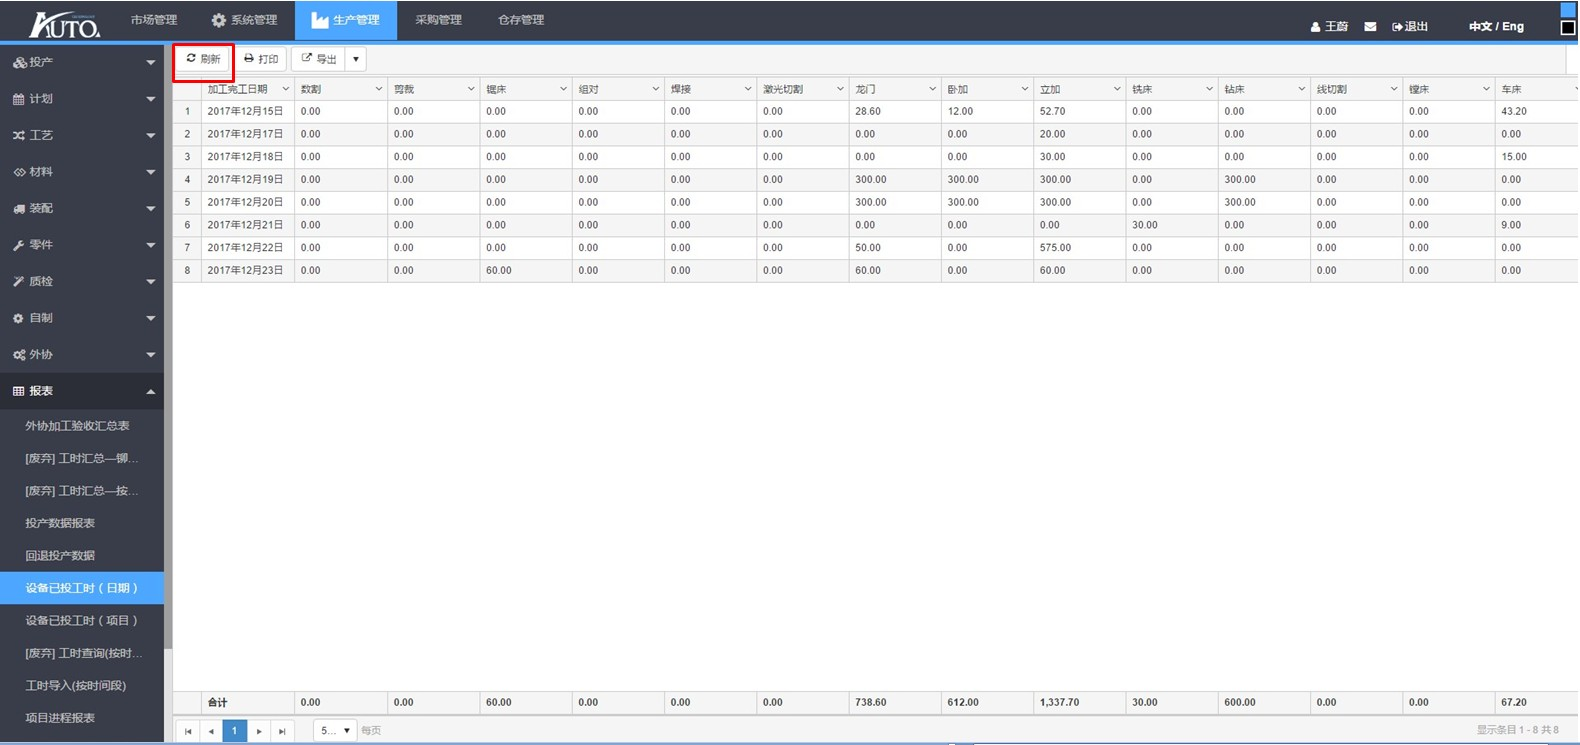 AUTO.
市场管理 系统管理 生产管理 采购管理 仓存管理 王蔚 退出 中文 / Eng
刷新 打印 导出
投产
计划
工艺
材料
装配
零件
质检
自制
外协
报表
外协加工验收汇总表
[废弃] 工时汇总—铆...
[废弃] 工时汇总—按...
投产数据报表
回退投产数据
设备已投工时 ( 日期 )
设备已投工时 ( 项目 )
[废弃] 工时查询(按时...
工时导入(按时间段)
项目进程报表
加工完工日期 数割 剪裁 锯床 组对 焊接 激光切割 龙门 卧加 立加 铣床 钻床 线切割 镗床 车床
1 2017年12月15日 0.00 0.00 0.00 0.00 0.00 0.00 28.60 12.00 52.70 0.00 0.00 0.00 0.00 43.20
2 2017年12月17日 0.00 0.00 0.00 0.00 0.00 0.00 0.00 0.00 20.00 0.00 0.00 0.00 0.00 0.00
3 2017年12月18日 0.00 0.00 0.00 0.00 0.00 0.00 0.00 0.00 30.00 0.00 0.00 0.00 0.00 15.00
4 2017年12月19日 0.00 0.00 0.00 0.00 0.00 0.00 300.00 300.00 300.00 0.00 300.00 0.00 0.00 0.00
5 2017年12月20日 0.00 0.00 0.00 0.00 0.00 0.00 300.00 300.00 300.00 0.00 300.00 0.00 0.00 0.00
6 2017年12月21日 0.00 0.00 0.00 0.00 0.00 0.00 0.00 0.00 0.00 30.00 0.00 0.00 0.00 9.00
7 2017年12月22日 0.00 0.00 0.00 0.00 0.00 0.00 50.00 0.00 575.00 0.00 0.00 0.00 0.00 0.00
8 2017年12月23日 0.00 0.00 60.00 0.00 0.00 0.00 60.00 0.00 60.00 0.00 0.00 0.00 0.00 0.00
合计 0.00 0.00 60.00 0.00 0.00 0.00 738.60 612.00 1,337.70 30.00 600.00 0.00 0.00 67.20
1 5... 每页 显示条目 1 - 8 共 8